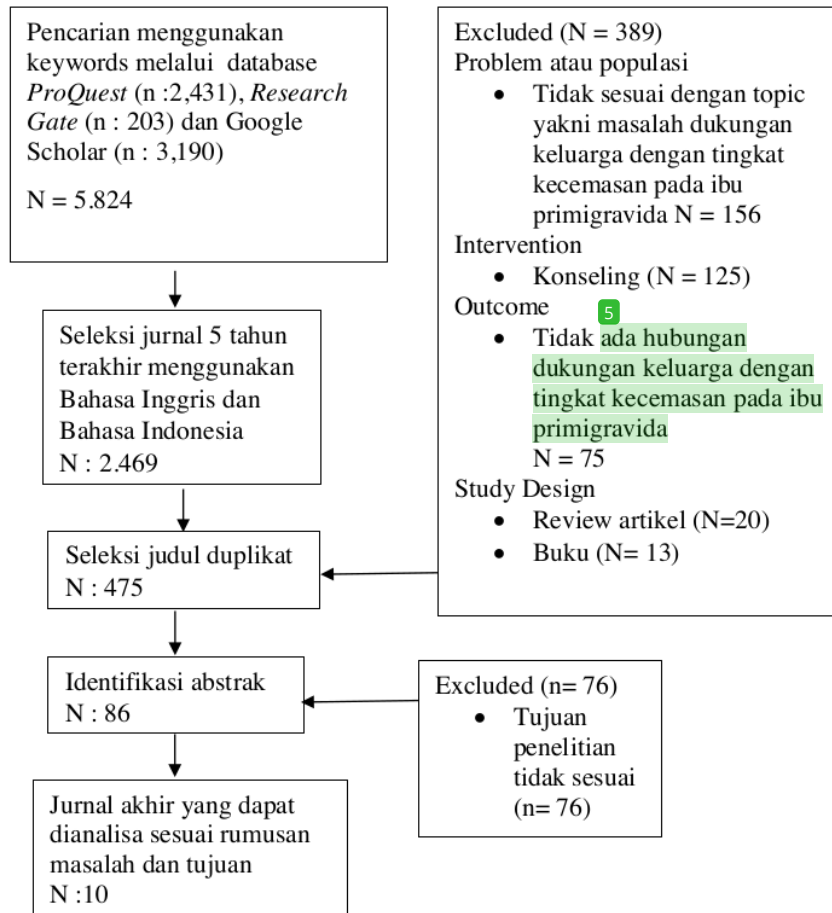 Pencarian menggunakan
keywords melalui database
ProQuest (n :2,431), Research
Gate (n : 203) dan Google
Scholar (n : 3,190)
N = 5.824
Seleksi jurnal 5 tahun
terakhir menggunakan
Bahasa Inggris dan
Bahasa Indonesia
N : 2.469
Seleksi judul duplikat
N : 475
Identifikasi abstrak
N : 86
Jurnal akhir yang dapat
dianalisa sesuai rumusan
masalah dan tujuan
N :10
Excluded (N = 389)
Problem atau populasi
• Tidak sesuai dengan topic
yakni masalah dukungan
keluarga dengan tingkat
kecemasan pada ibu
primigravida N = 156
Intervention
• Konseling (N = 125)
Outcome
5
• Tidak ada hubungan
dukungan keluarga dengan
tingkat kecemasan pada ibu
primigravida
N = 75
Study Design
• Review artikel (N=20)
• Buku (N= 13)
Excluded (n= 76)
• Tujuan
penelitian
tidak sesuai
(n= 76)